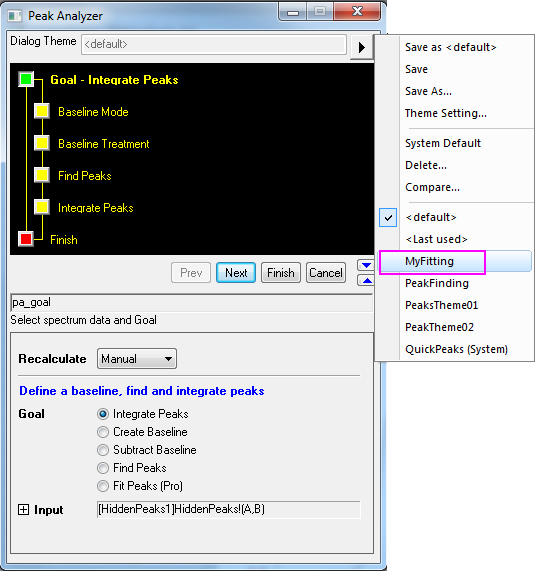 Peak Analyzer
Dialog Theme <default>
Goal - Integrate Peaks
Baseline Mode
Baseline Treatment
Find Peaks
Integrate Peaks
Finish
Prev Next Finish Cancel
pa_goal
Select spectrum data and Goal
Recalculate Manual
Define a baseline, find and integrate peaks
Goal Integrate Peaks
Create Baseline
Subtract Baseline
Find Peaks
Fit Peaks (Pro)
Input [HiddenPeaks1]HiddenPeaks!(A,B)
Save as <default>
Save
Save As...
Theme Setting...
System Default
Delete...
Compare...
<default>
<Last used>
MyFitting
PeakFinding
PeaksTheme01
PeakTheme02
QuickPeaks (System)